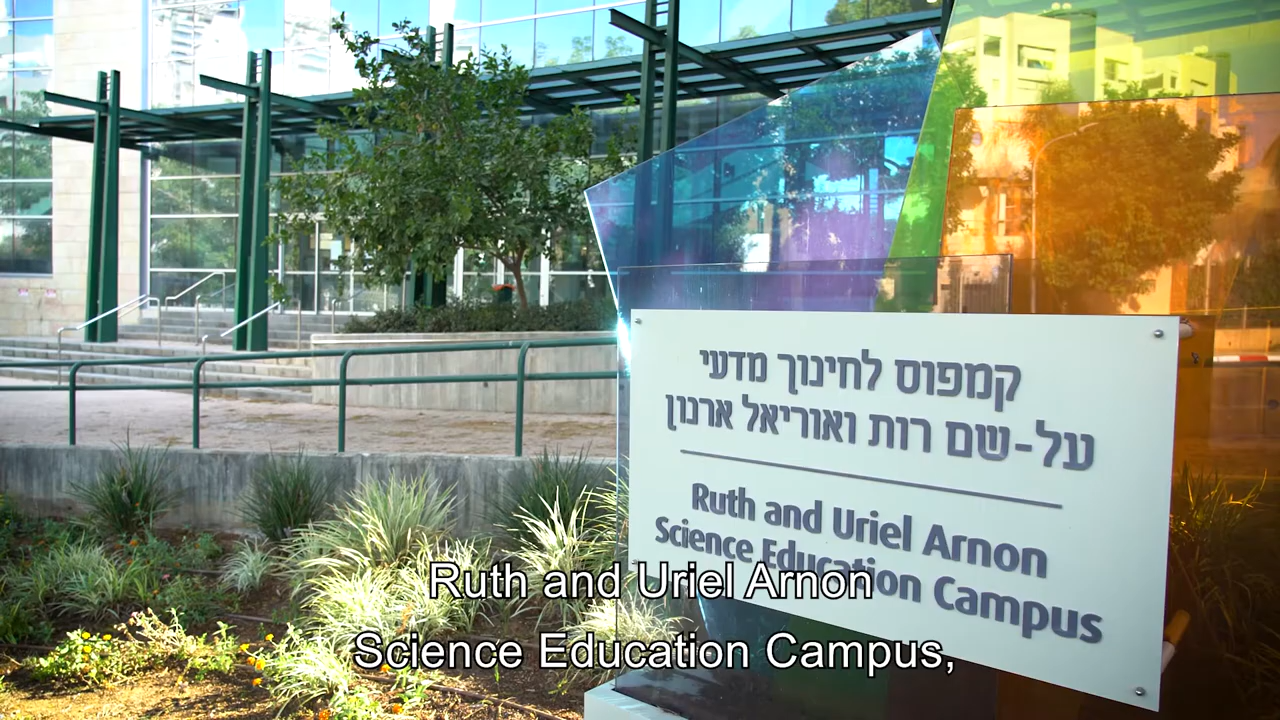 קמפוס לחינוך מדעי
על-שם רות ואוריאל ארנון
Ruth and Uriel Arnon
Science Education Campus
Ruth and Uriel Arnon
Science Education Campus,